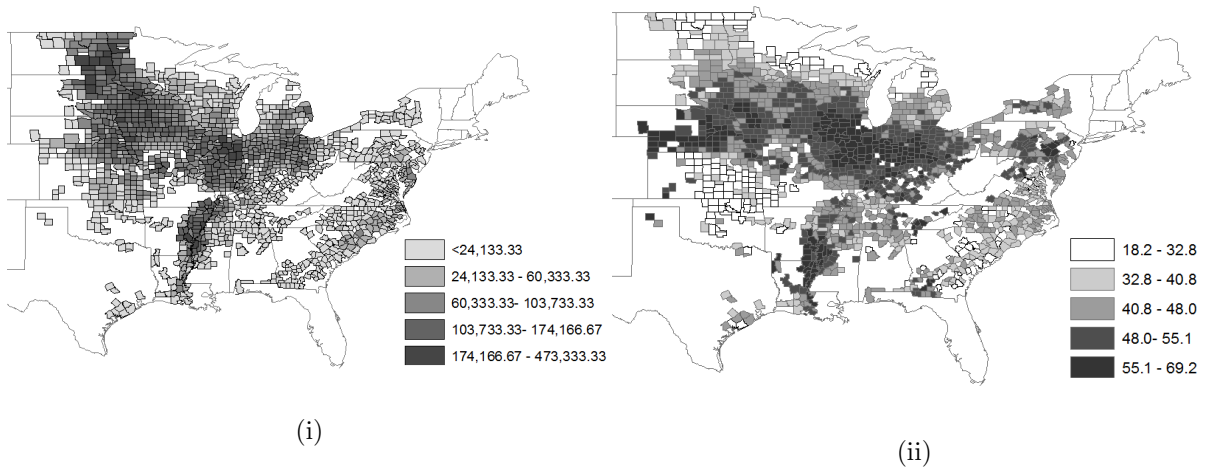 <24,133.33
24,133.33 - 60,333.33
60,333.33- 103,733.33
103,733.33- 174,166.67
174,166.67 - 473,333.33
(i)
18.2 - 32.8
32.8 - 40.8
40.8 - 48.0
48.0- 55.1
55.1 - 69.2
(ii)